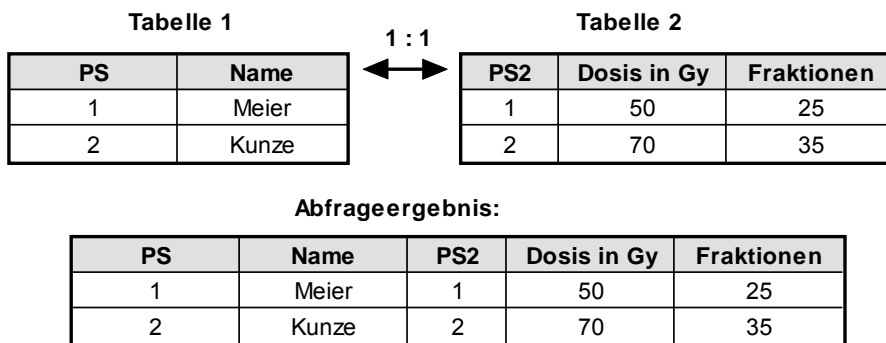 Tabelle 1
1 : 1
Tabelle 2
PS Name
1 Meier
2 Kunze
PS2 Dosis in Gy Fraktionen
1 50 25
2 70 35
Abfrageergebnis:
PS Name PS2 Dosis in Gy Fraktionen
1 Meier 1 50 25
2 Kunze 2 70 35